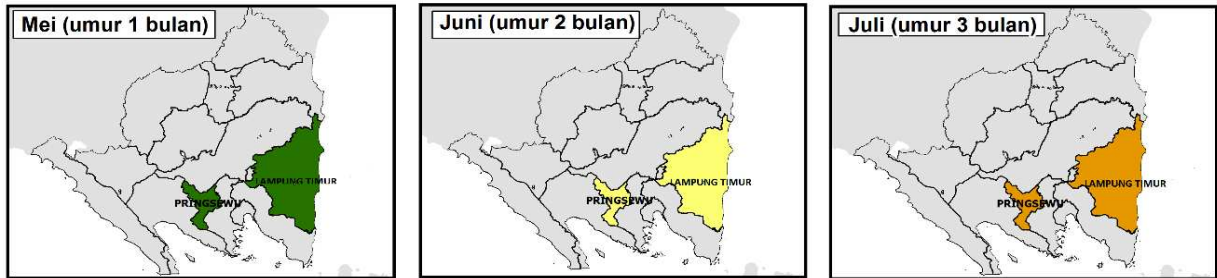 Mei (umur 1 bulan)
LAMPUNG TIMUR
PRINGSEWU
Juni (umur 2 bulan)
LAMPUNG TIMUR
PRINGSEWU
Juli (umur 3 bulan)
LAMPUNG TIMUR
PRINGSEWU